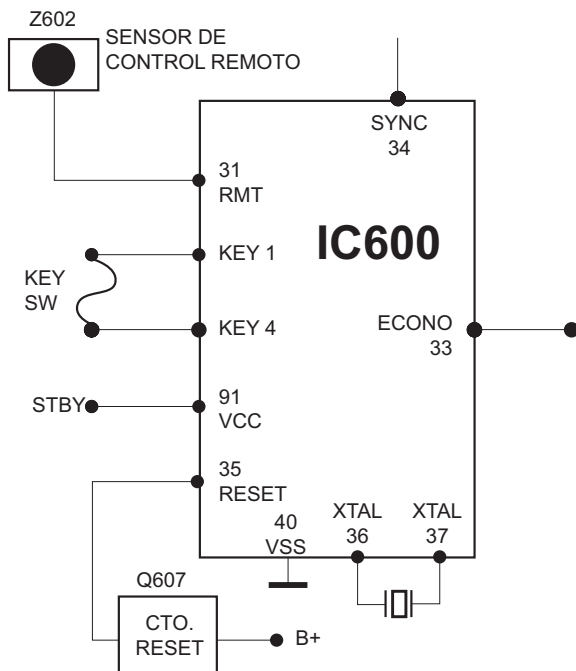 Z602
SENSOR DE
CONTROL REMOTO
SYNC
34
31
RMT
IC600
KEY 1
KEY
SW
KEY 4
ECONO
33
STBY
91
VCC
35
RESET
40
VSS
XTAL
36
XTAL
37
Q607
CTO.
RESET
B+